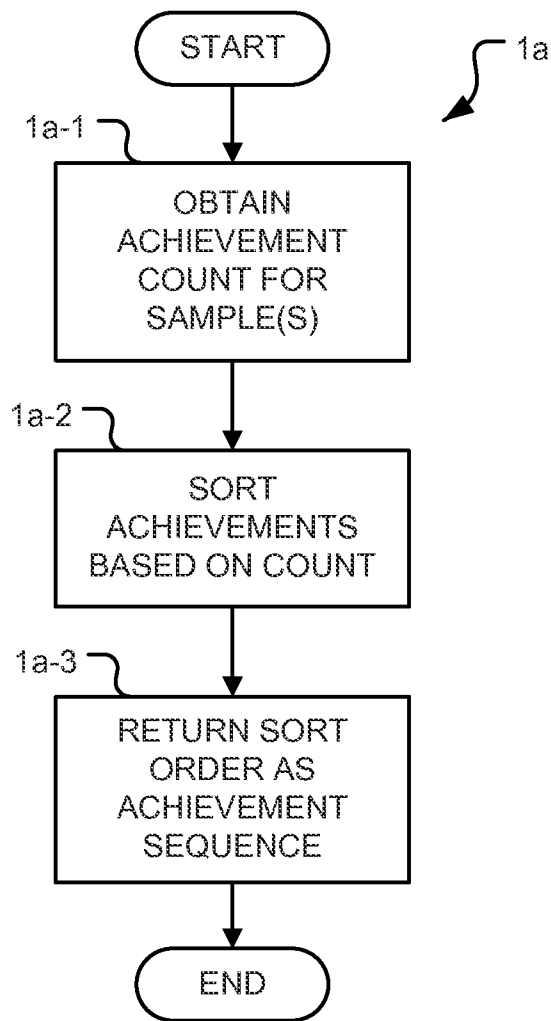 START
1a
1a-1
OBTAIN
ACHIEVEMENT
COUNT FOR
SAMPLE(S)
1a-2
SORT
ACHIEVEMENTS
BASED ON COUNT
1a-3
RETURN SORT
ORDER AS
ACHIEVEMENT
SEQUENCE
END